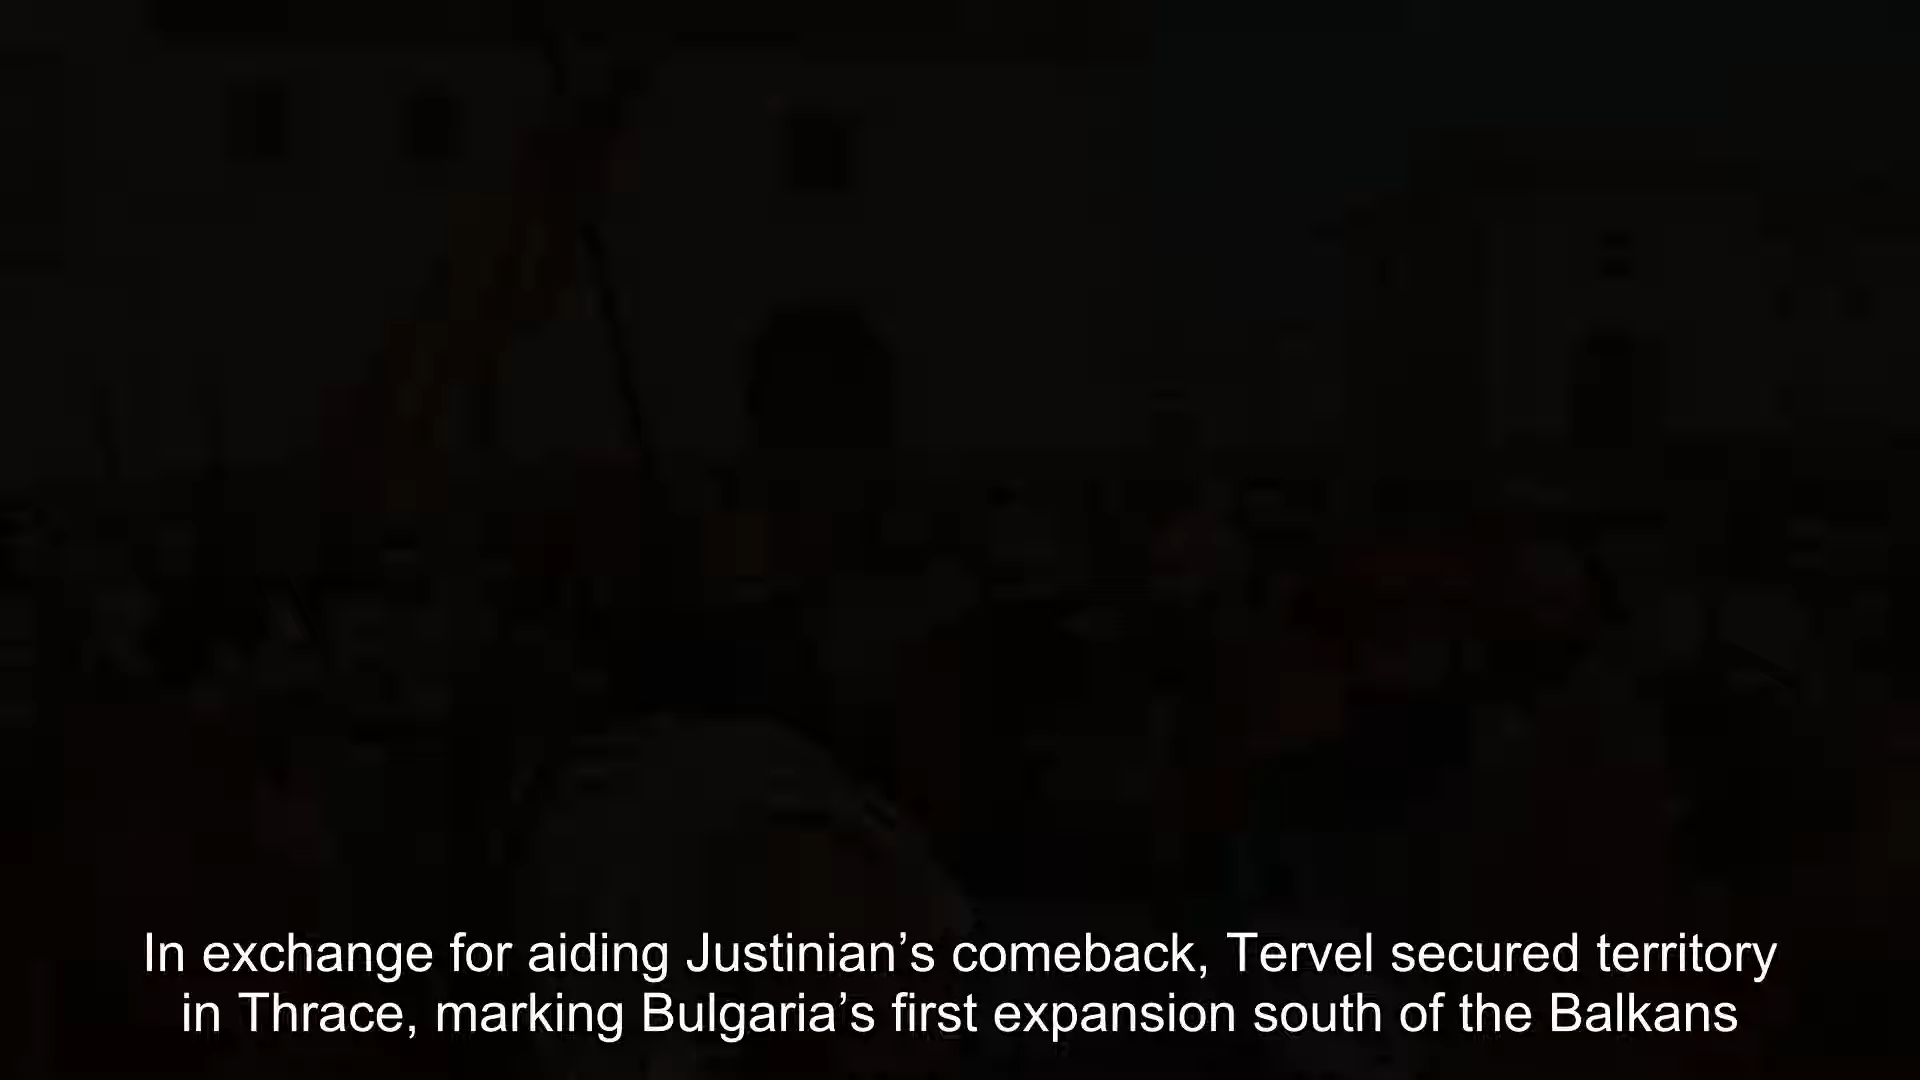 In exchange for aiding Justinian’s comeback, Tervel secured territory
in Thrace, marking Bulgaria’s first expansion south of the Balkans